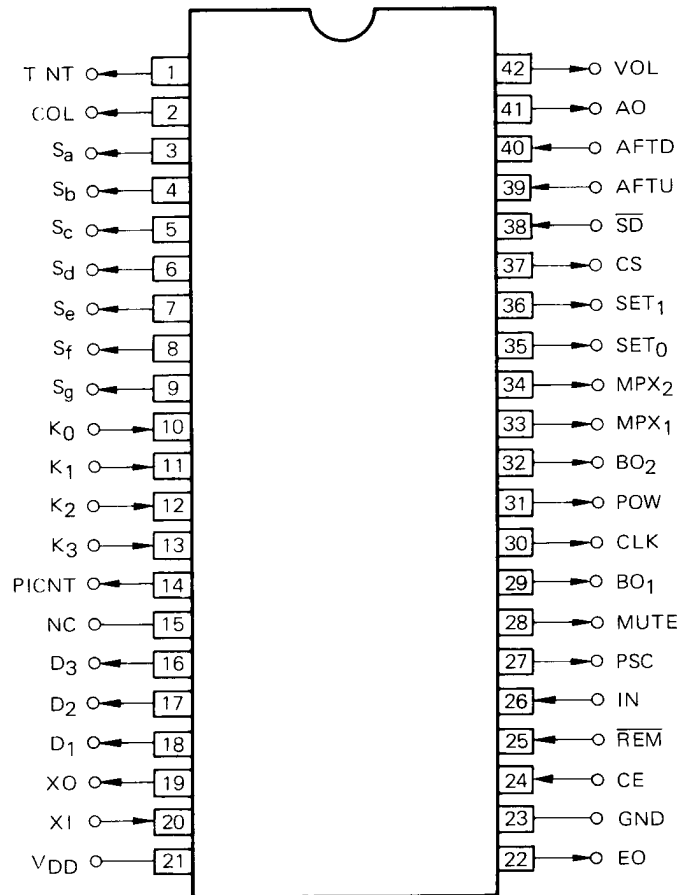 T NT 1 42 VOL
COL 2 41 AO
Sa 3 40 AFTD
Sb 4 39 AFTU
Sc 5 38 S̅D̅
Sd 6 37 CS
Se 7 36 SET1
Sf 8 35 SET0
Sg 9 34 MPX2
K0 10 33 MPX1
K1 11 32 BO2
K2 12 31 POW
K3 13 30 CLK
PICNT 14 29 BO1
NC 15 28 MUTE
D3 16 27 PSC
D2 17 26 IN
D1 18 25 R̅E̅M̅
XO 19 24 CE
XI 20 23 GND
VDD 21 22 EO